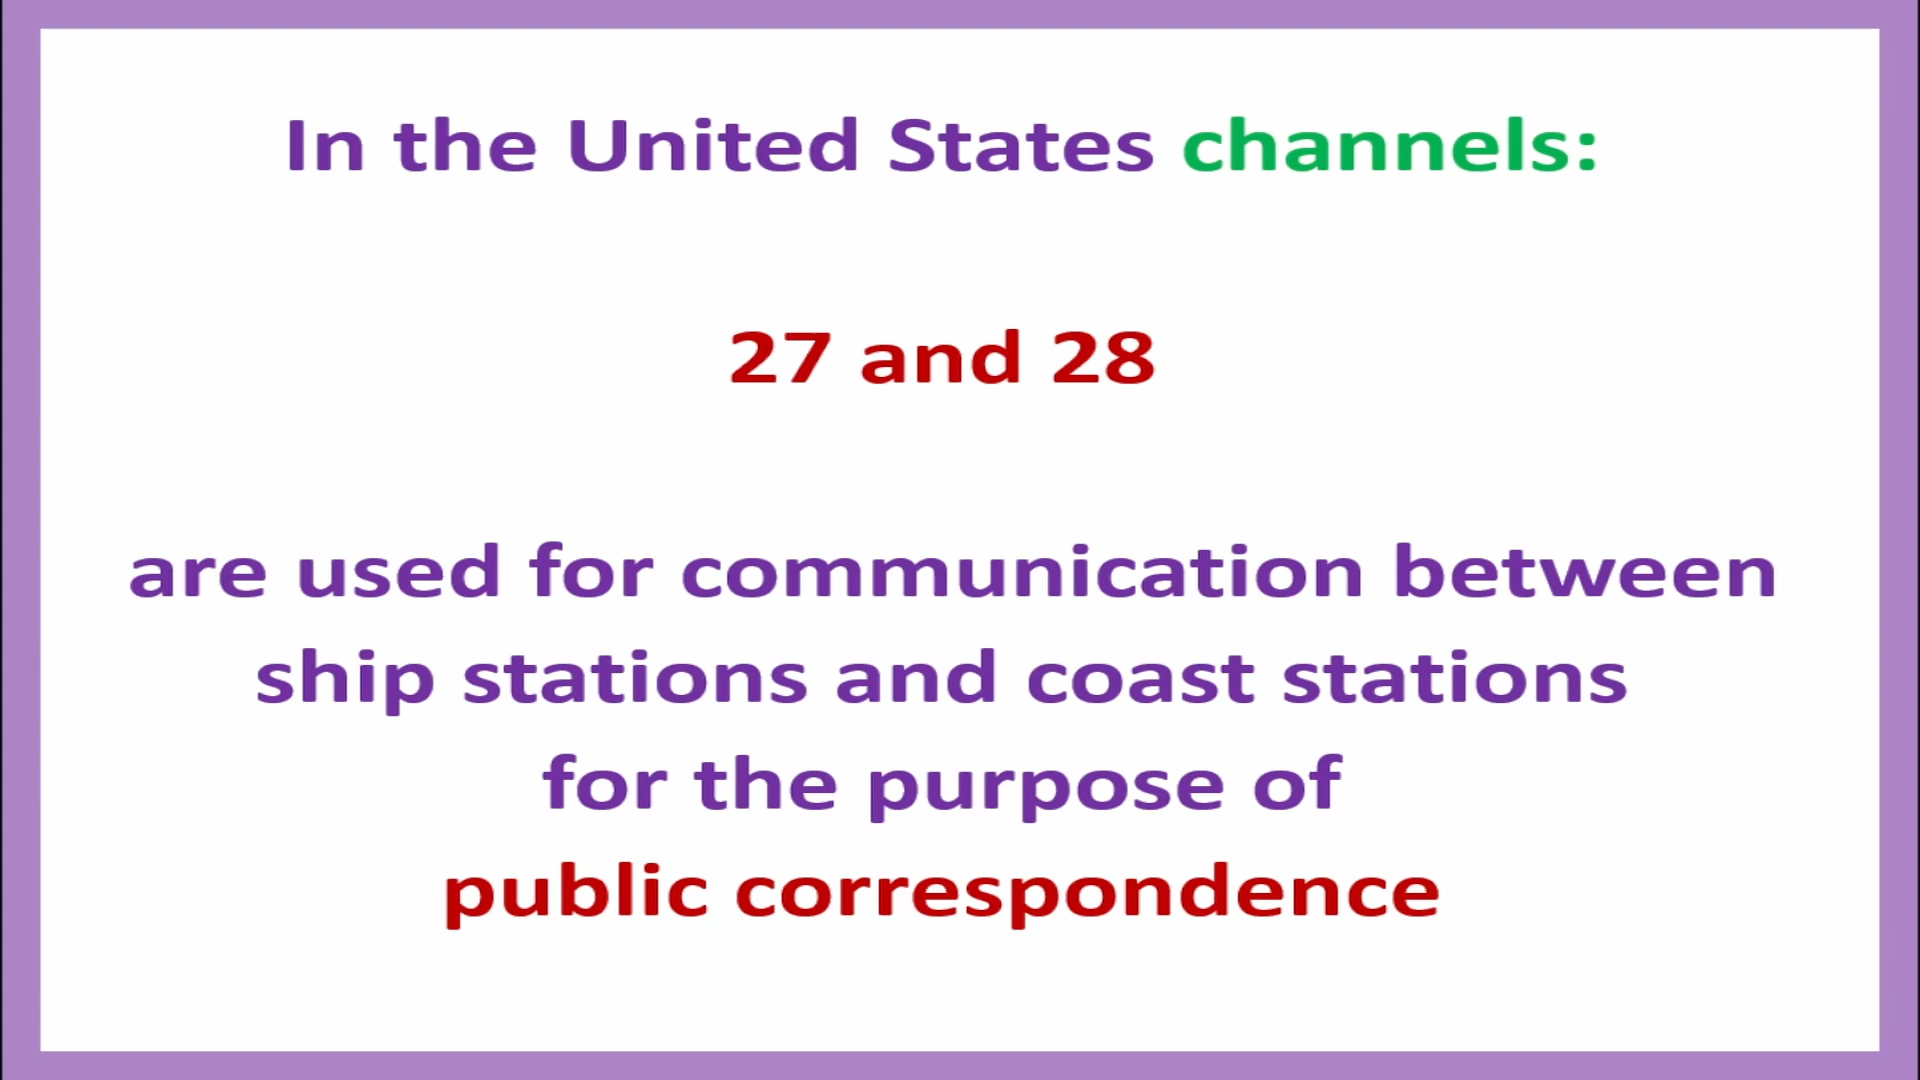 In the United States channels:
27 and 28
are used for communication between
ship stations and coast stations
for the purpose of
public correspondence